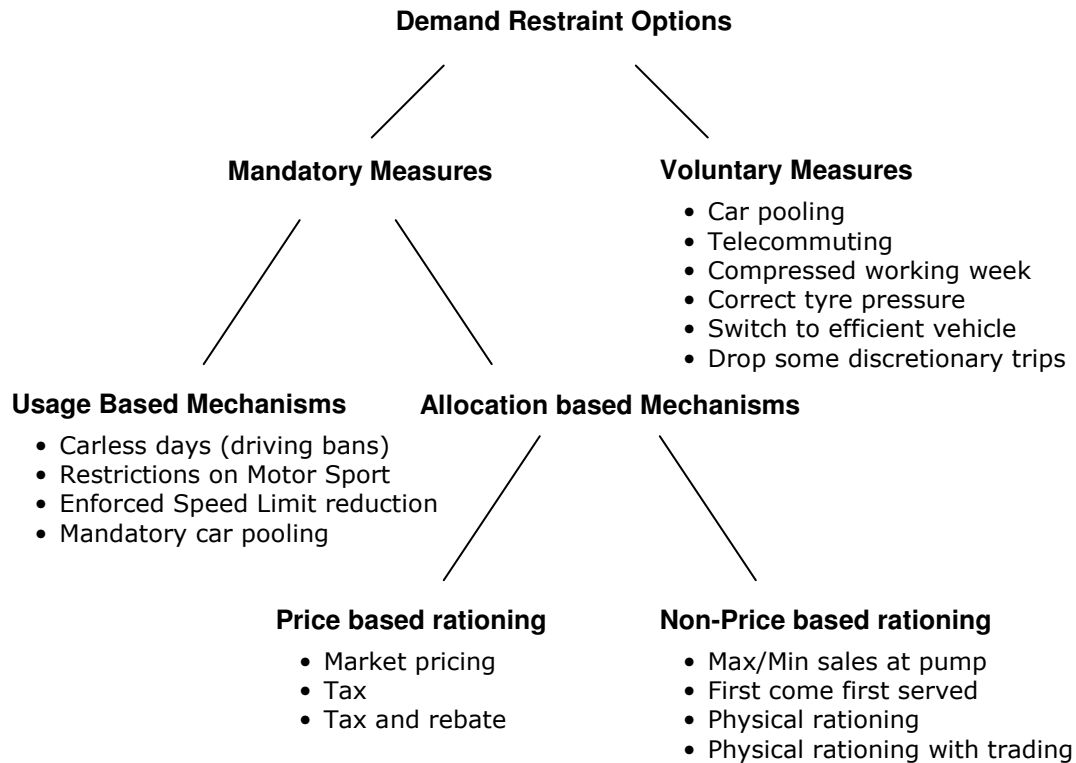 Demand Restraint Options
Mandatory Measures
Voluntary Measures
• Car pooling
• Telecommuting
• Compressed working week
• Correct tyre pressure
• Switch to efficient vehicle
• Drop some discretionary trips
Usage Based Mechanisms
• Carless days (driving bans)
• Restrictions on Motor Sport
• Enforced Speed Limit reduction
• Mandatory car pooling
Allocation based Mechanisms
Price based rationing
• Market pricing
• Tax
• Tax and rebate
Non-Price based rationing
• Max/Min sales at pump
• First come first served
• Physical rationing
• Physical rationing with trading